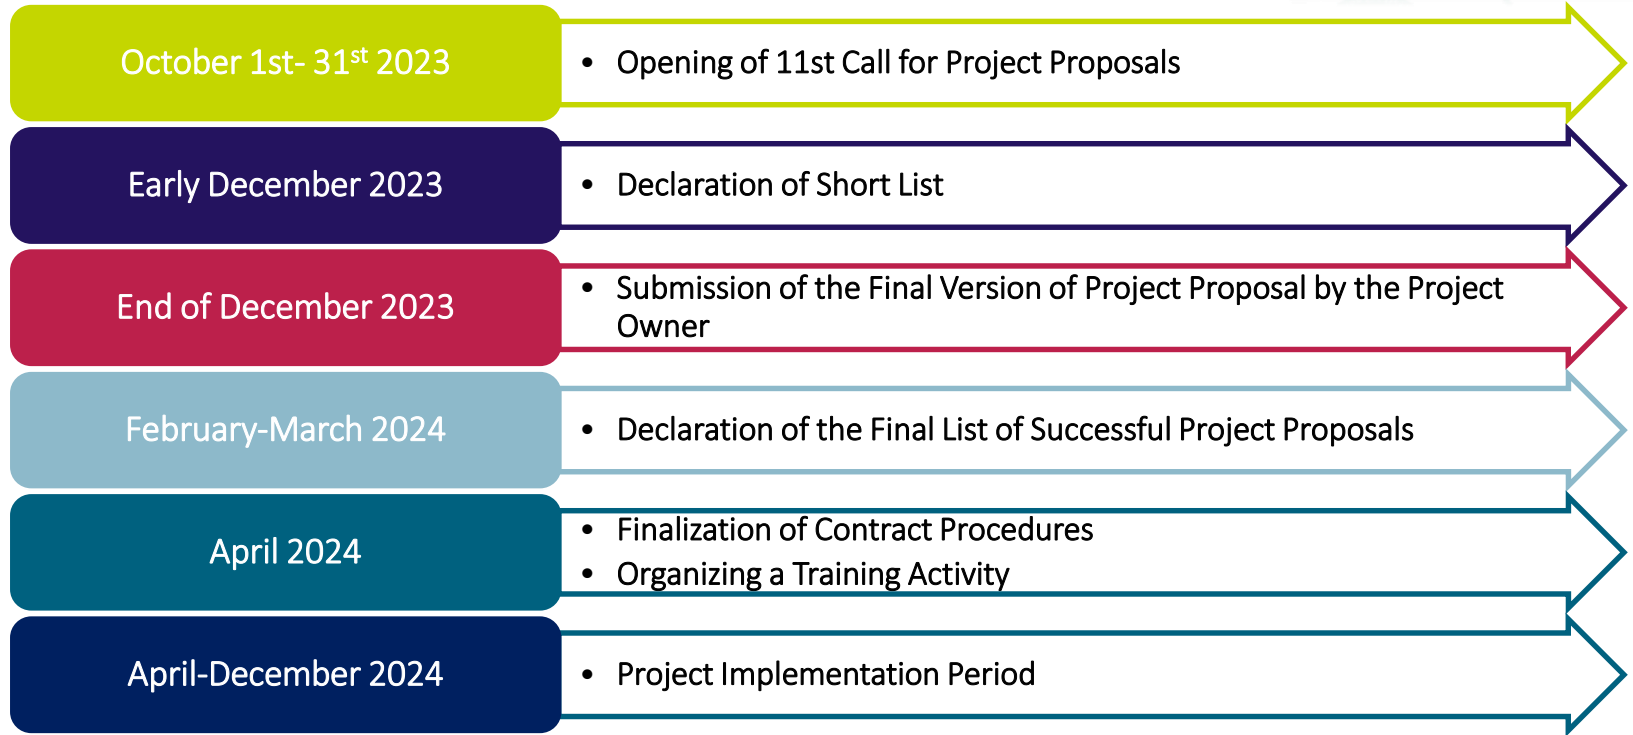 October 1st- 31st 2023
• Opening of 11st Call for Project Proposals
Early December 2023
• Declaration of Short List
End of December 2023
• Submission of the Final Version of Project Proposal by the Project
Owner
February-March 2024
• Declaration of the Final List of Successful Project Proposals
April 2024
• Finalization of Contract Procedures
• Organizing a Training Activity
April-December 2024
• Project Implementation Period